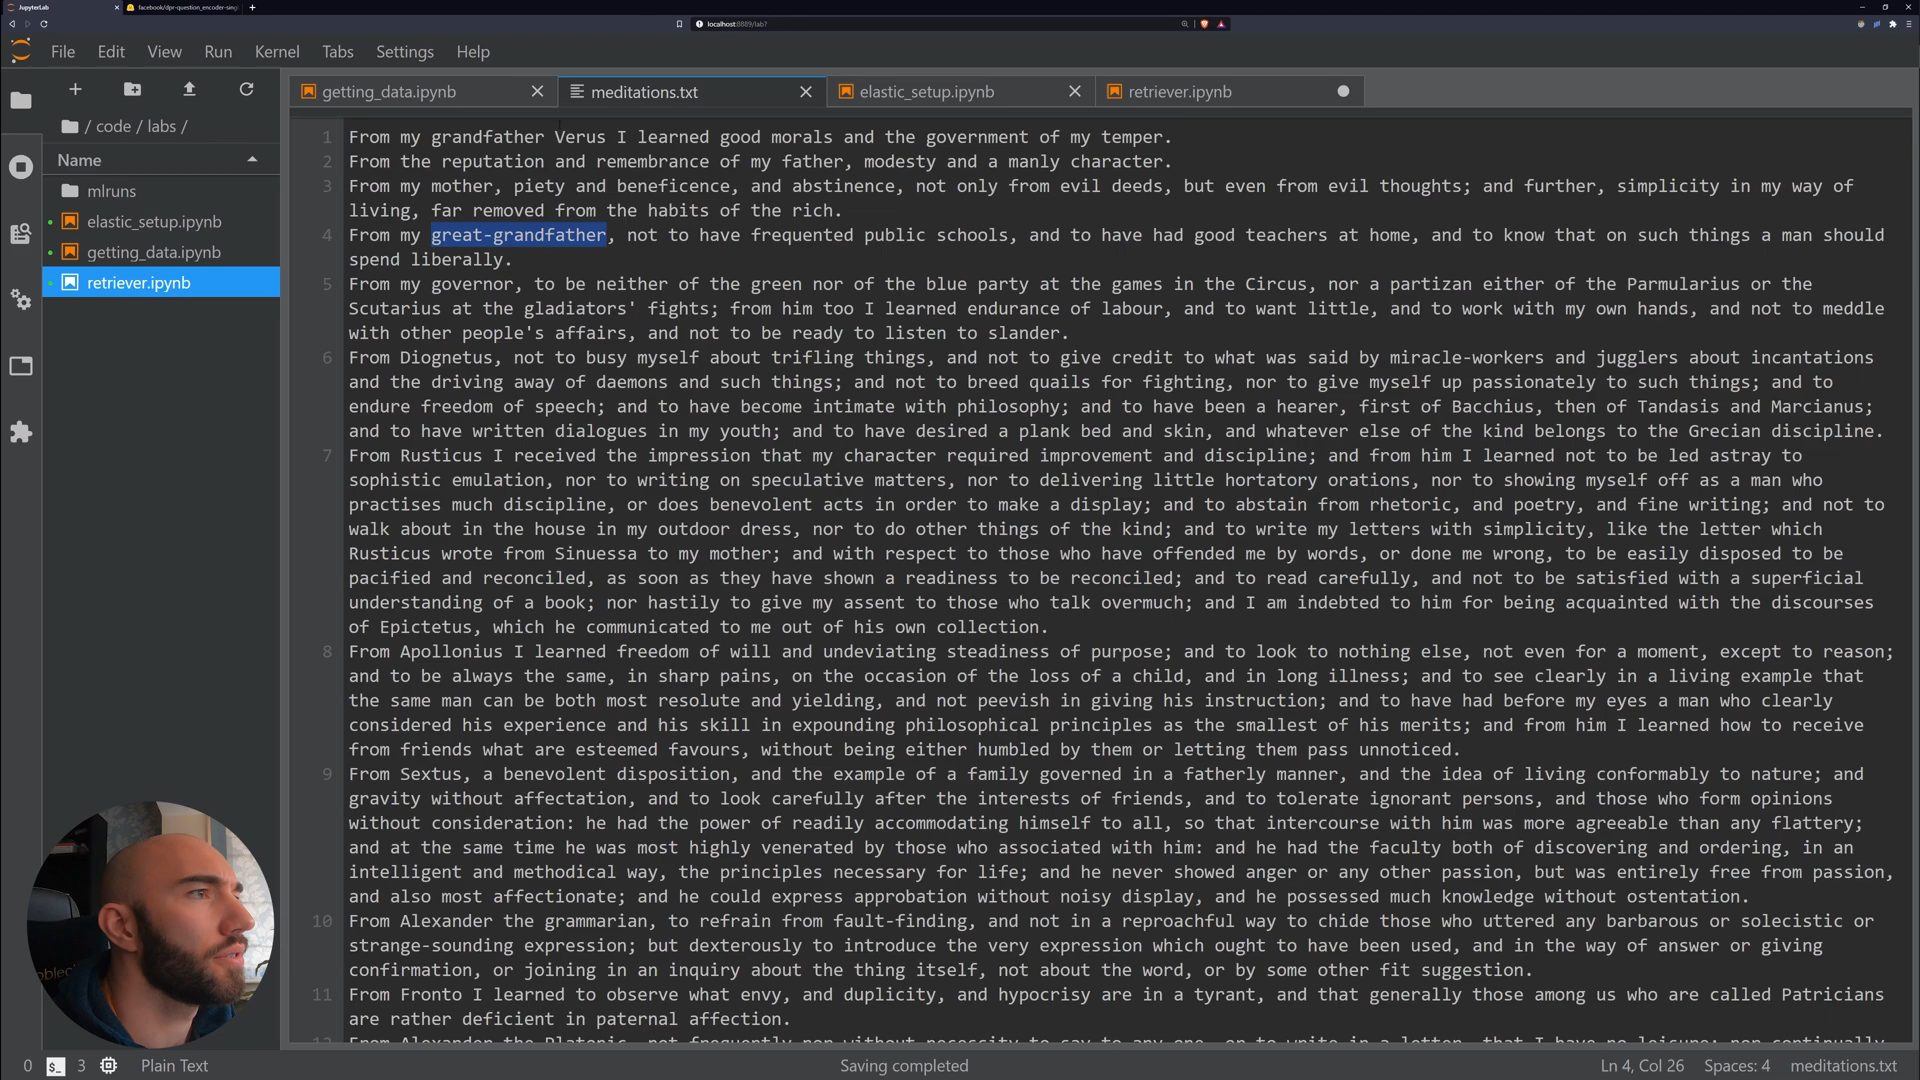 JupyterLab
facebook/dpr-question_encoder-sing
localhost:8889/lab?
File Edit View Run Kernel Tabs Settings Help
getting_data.ipynb
meditations.txt
elastic_setup.ipynb
retriever.ipynb
/ code / labs /
Name
mlruns
elastic_setup.ipynb
getting_data.ipynb
retriever.ipynb
1 From my grandfather Verus I learned good morals and the government of my temper.
2 From the reputation and remembrance of my father, modesty and a manly character.
3 From my mother, piety and beneficence, and abstinence, not only from evil deeds, but even from evil thoughts; and further, simplicity in my way of
living, far removed from the habits of the rich.
4 From my great-grandfather, not to have frequented public schools, and to have had good teachers at home, and to know that on such things a man should
spend liberally.
5 From my governor, to be neither of the green nor of the blue party at the games in the Circus, nor a partizan either of the Parmularius or the
Scutarius at the gladiators' fights; from him too I learned endurance of labour, and to want little, and to work with my own hands, and not to meddle
with other people's affairs, and not to be ready to listen to slander.
6 From Diognetus, not to busy myself about trifling things, and not to give credit to what was said by miracle-workers and jugglers about incantations
and the driving away of daemons and such things; and not to breed quails for fighting, nor to give myself up passionately to such things; and to
endure freedom of speech; and to have become intimate with philosophy; and to have been a hearer, first of Bacchius, then of Tandasis and Marcianus;
and to have written dialogues in my youth; and to have desired a plank bed and skin, and whatever else of the kind belongs to the Grecian discipline.
7 From Rusticus I received the impression that my character required improvement and discipline; and from him I learned not to be led astray to
sophistic emulation, nor to writing on speculative matters, nor to delivering little hortatory orations, nor to showing myself off as a man who
practises much discipline, or does benevolent acts in order to make a display; and to abstain from rhetoric, and poetry, and fine writing; and not to
walk about in the house in my outdoor dress, nor to do other things of the kind; and to write my letters with simplicity, like the letter which
Rusticus wrote from Sinuessa to my mother; and with respect to those who have offended me by words, or done me wrong, to be easily disposed to be
pacified and reconciled, as soon as they have shown a readiness to be reconciled; and to read carefully, and not to be satisfied with a superficial
understanding of a book; nor hastily to give my assent to those who talk overmuch; and I am indebted to him for being acquainted with the discourses
of Epictetus, which he communicated to me out of his own collection.
8 From Apollonius I learned freedom of will and undeviating steadiness of purpose; and to look to nothing else, not even for a moment, except to reason;
and to be always the same, in sharp pains, on the occasion of the loss of a child, and in long illness; and to see clearly in a living example that
the same man can be both most resolute and yielding, and not peevish in giving his instruction; and to have had before my eyes a man who clearly
considered his experience and his skill in expounding philosophical principles as the smallest of his merits; and from him I learned how to receive
from friends what are esteemed favours, without being either humbled by them or letting them pass unnoticed.
9 From Sextus, a benevolent disposition, and the example of a family governed in a fatherly manner, and the idea of living conformably to nature; and
gravity without affectation, and to look carefully after the interests of friends, and to tolerate ignorant persons, and those who form opinions
without consideration: he had the power of readily accommodating himself to all, so that intercourse with him was more agreeable than any flattery;
and at the same time he was most highly venerated by those who associated with him: and he had the faculty both of discovering and ordering, in an
intelligent and methodical way, the principles necessary for life; and he never showed anger or any other passion, but was entirely free from passion,
and also most affectionate; and he could express approbation without noisy display, and he possessed much knowledge without ostentation.
10 From Alexander the grammarian, to refrain from fault-finding, and not in a reproachful way to chide those who uttered any barbarous or solecistic or
strange-sounding expression; but dexterously to introduce the very expression which ought to have been used, and in the way of answer or giving
confirmation, or joining in an inquiry about the thing itself, not about the word, or by some other fit suggestion.
11 From Fronto I learned to observe what envy, and duplicity, and hypocrisy are in a tyrant, and that generally those among us who are called Patricians
are rather deficient in paternal affection.
From Alexander the Platonic, not frequently nor without necessity to say to any one, or to write in a letter, that I have no leisure; nor continually
0 3 Plain Text Saving completed Ln 4, Col 26 Spaces: 4 meditations.txt